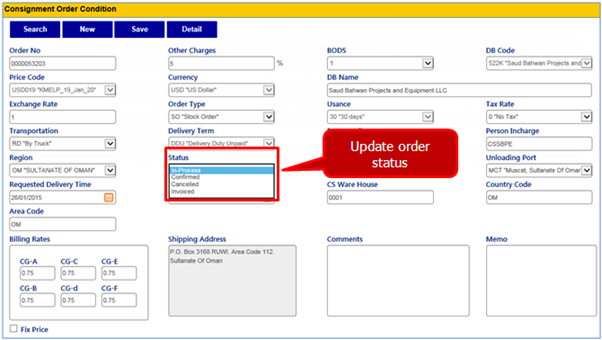 Consignment Order Condition
Search New Save Detail
Order No Other Charges BODS DB Code
0000053203 5 % 1 522K "Saud Bahwan Projects an
Price Code Currency DB Name
USD019 "KMELP_19_Jan_20" USD "US Dollar" Saud Bahwan Projects and Equipment LLC
Exchange Rate Order Type Usance Tax Rate
1 SO "Stock Order" 30 "30 days" 0 "No Tax"
Transportation Delivery Term Person Incharge
RD "By Truck" DDU "Delivery Duty Unpaid" CSSBPE
Update order
status
Region Status Unloading Port
OM "SULTANATE OF OMAN" MCT "Muscat, Sultanate Of Oman
In-Process
Confirmed
Cancelled
Invoiced
Requested Delivery Time CS Ware House Country Code
26/01/2015 0001 OM
Area Code
OM
Billing Rates Shipping Address Comments Memo
P.O. Box 3168 RUWI. Area Code 112.
Sultanate Of Oman
CG-A CG-C CG-E
0.75 0.75 0.75
CG-B CG-d CG-F
0.75 0.75 0.75
Fix Price